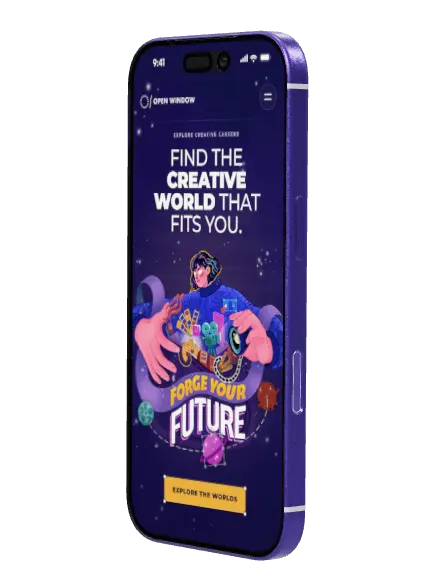 9:41
OPEN WINDOW
EXPLORE CREATIVE CAREERS
FIND THE
CREATIVE
WORLD THAT
FITS YOU.
FORGE YOUR
FUTURE
EXPLORE THE WORLDS